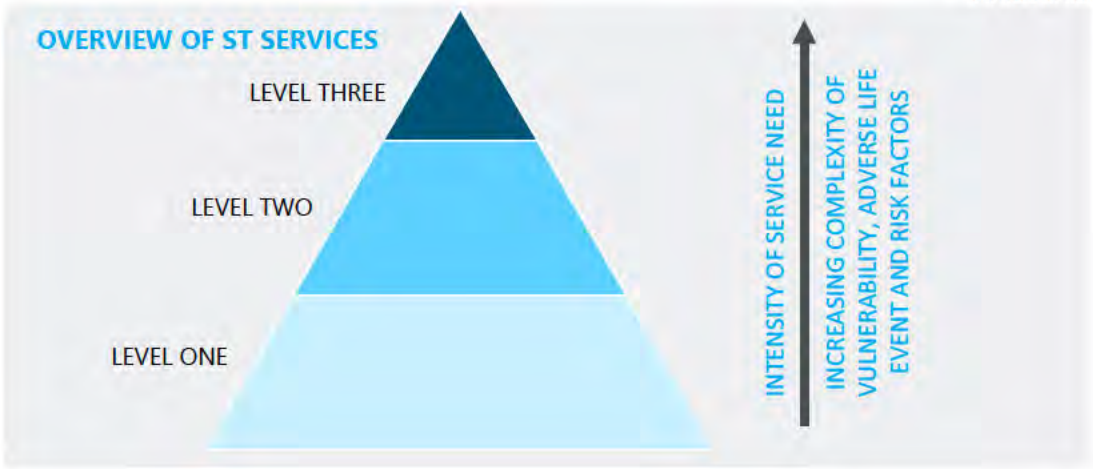 OVERVIEW OF ST SERVICES
LEVEL THREE
LEVEL TWO
LEVEL ONE
INTENSITY OF SERVICE NEED
INCREASING COMPLEXITY OF
VULNERABILITY, ADVERSE LIFE
EVENT AND RISK FACTORS